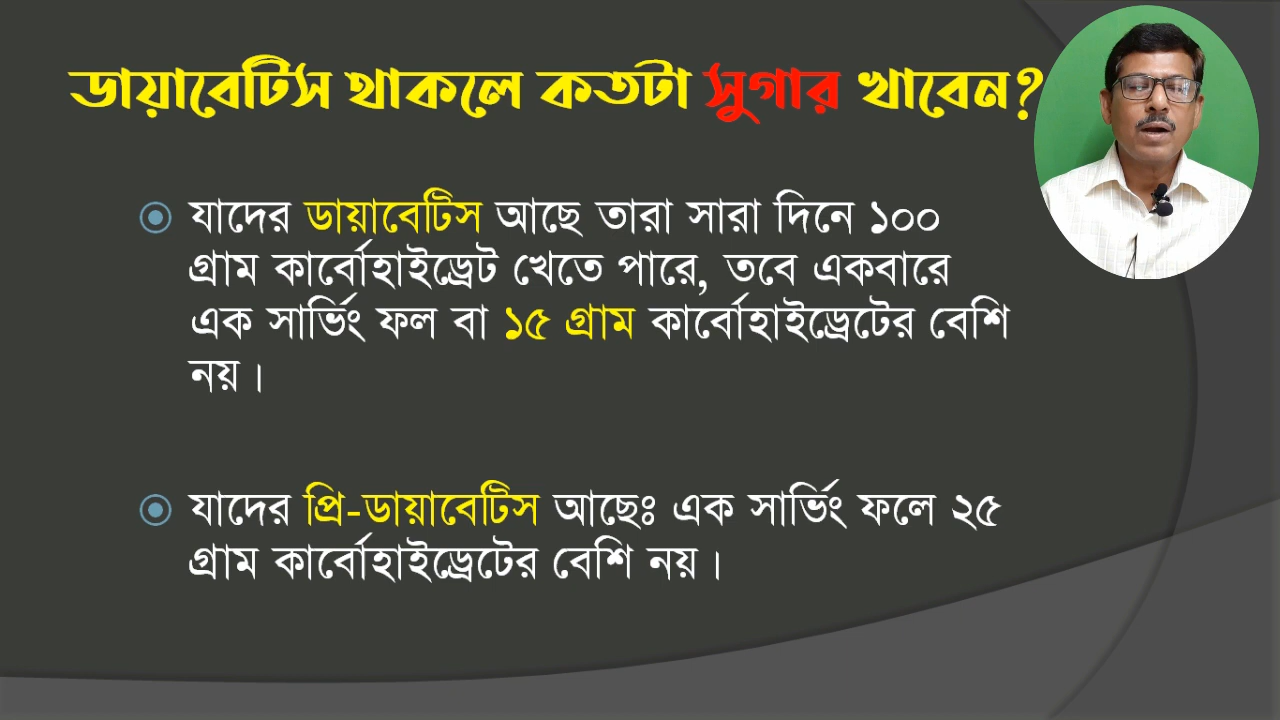 ডায়াবেটিস থাকলে কতটা সুগার খাবেন?
যাদের ডায়াবেটিস আছে তারা সারা দিনে ১০০
গ্রাম কার্বোহাইড্রেট খেতে পারে, তবে একবারে
এক সার্ভিং ফল বা ১৫ গ্রাম কার্বোহাইড্রেটের বেশি
নয়।
যাদের প্রি-ডায়াবেটিস আছেঃ এক সার্ভিং ফলে ২৫
গ্রাম কার্বোহাইড্রেটের বেশি নয়।